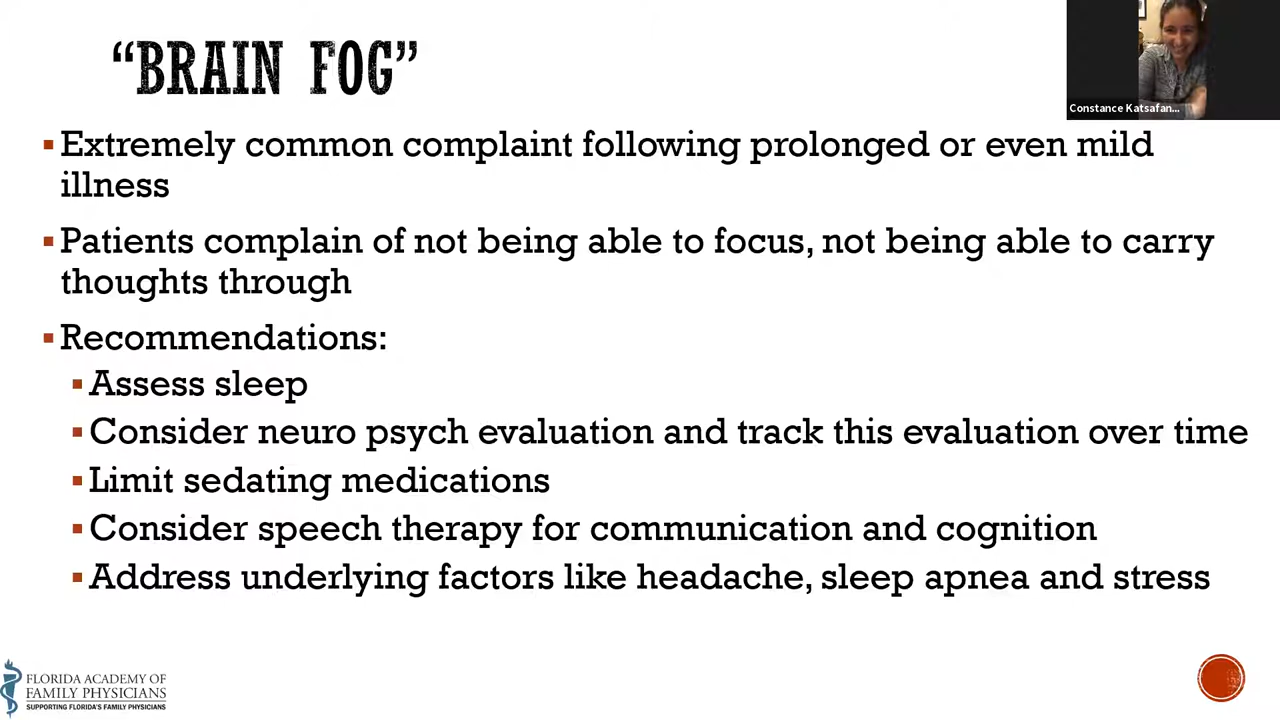 “BRAIN FOG”
Constance Katsafan...
Extremely common complaint following prolonged or even mild
illness
Patients complain of not being able to focus, not being able to carry
thoughts through
Recommendations:
Assess sleep
Consider neuro psych evaluation and track this evaluation over time
Limit sedating medications
Consider speech therapy for communication and cognition
Address underlying factors like headache, sleep apnea and stress
FLORIDA ACADEMY OF
FAMILY PHYSICIANS
SUPPORTING FLORIDA'S FAMILY PHYSICIANS